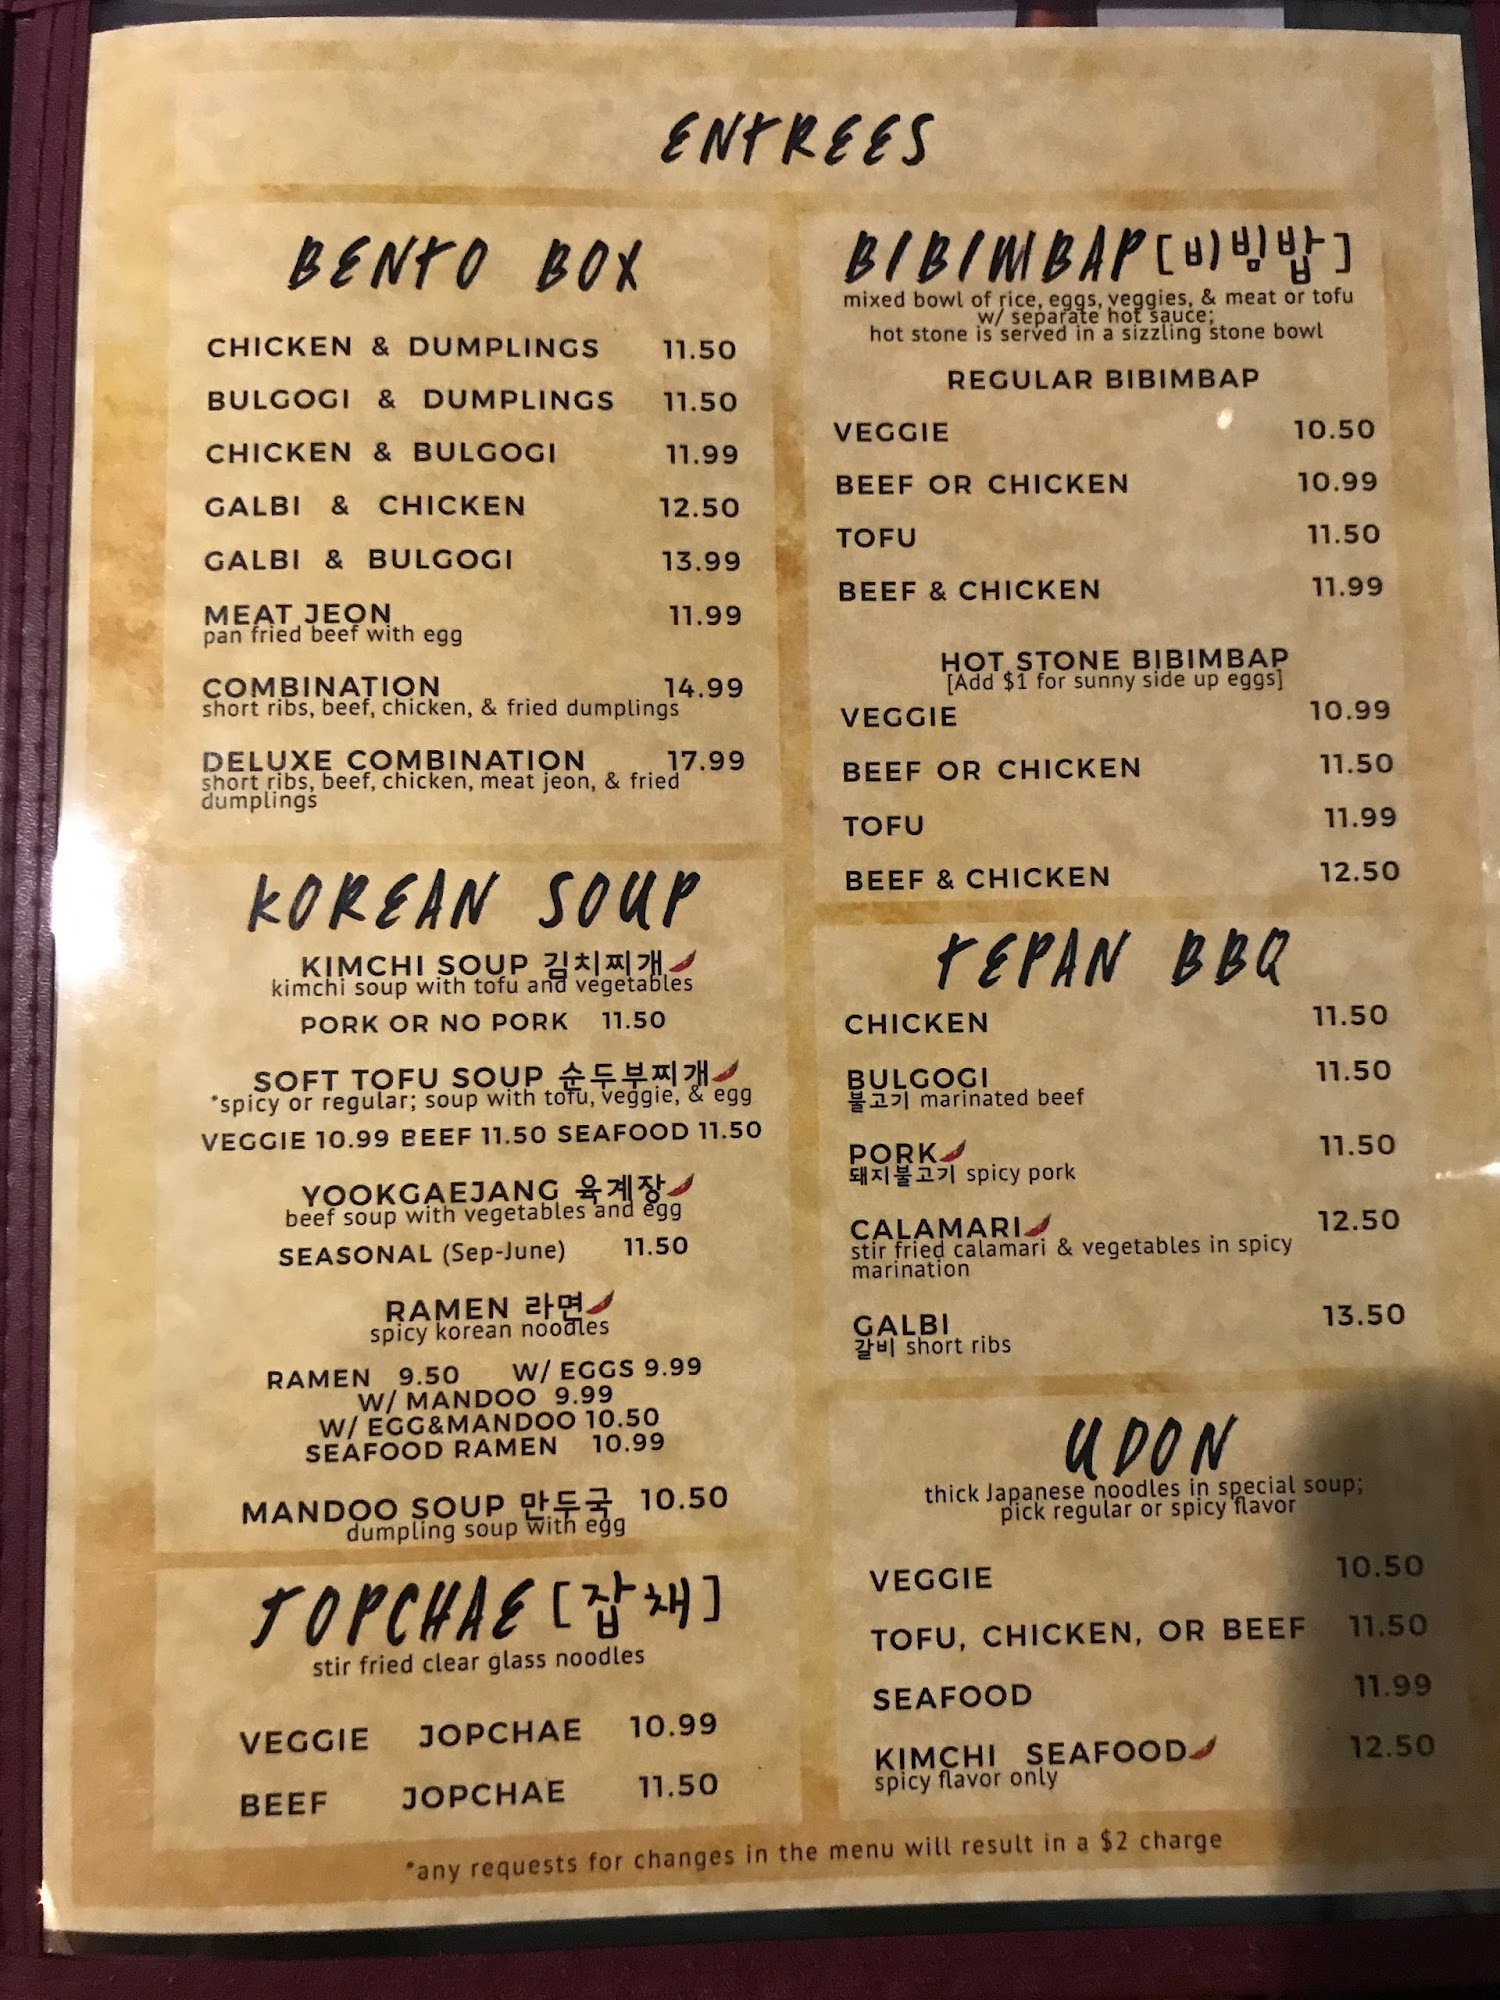 ENTREES
BENTO BOX
CHICKEN & DUMPLINGS 11.50
BULGOGI & DUMPLINGS 11.50
CHICKEN & BULGOGI 11.99
GALBI & CHICKEN 12.50
GALBI & BULGOGI 13.99
MEAT JEON 11.99
pan fried beef with egg
COMBINATION 14.99
short ribs, beef, chicken, & fried dumplings
DELUXE COMBINATION 17.99
short ribs, beef, chicken, meat jeon, & fried
dumplings
KOREAN SOUP
KIMCHI SOUP 김치찌개
kimchi soup with tofu and vegetables
PORK OR NO PORK 11.50
SOFT TOFU SOUP 순두부찌개
*spicy or regular; soup with tofu, veggie, & egg
VEGGIE 10.99 BEEF 11.50 SEAFOOD 11.50
YOOKGAEJANG 육계장
beef soup with vegetables and egg
SEASONAL (Sep-June) 11.50
RAMEN 라면
spicy korean noodles
RAMEN 9.50 W/ EGGS 9.99
W/ MANDOO 9.99
W/ EGG&MANDOO 10.50
SEAFOOD RAMEN 10.99
MANDOO SOUP 만두국 10.50
dumpling soup with egg
JOPCHAE [잡채]
stir fried clear glass noodles
VEGGIE JOPCHAE 10.99
BEEF JOPCHAE 11.50
BIBIMBAP [비빔밥]
mixed bowl of rice, eggs, veggies, & meat or tofu
w/ separate hot sauce;
hot stone is served in a sizzling stone bowl
REGULAR BIBIMBAP
VEGGIE 10.50
BEEF OR CHICKEN 10.99
TOFU 11.50
BEEF & CHICKEN 11.99
HOT STONE BIBIMBAP
[Add $1 for sunny side up eggs]
VEGGIE 10.99
BEEF OR CHICKEN 11.50
TOFU 11.99
BEEF & CHICKEN 12.50
TEPAN BBQ
CHICKEN 11.50
BULGOGI 11.50
불고기 marinated beef
PORK 11.50
돼지불고기 spicy pork
CALAMARI 12.50
stir fried calamari & vegetables in spicy
marination
GALBI 13.50
갈비 short ribs
UDON
thick Japanese noodles in special soup;
pick regular or spicy flavor
VEGGIE 10.50
TOFU, CHICKEN, OR BEEF 11.50
SEAFOOD 11.99
KIMCHI SEAFOOD 12.50
spicy flavor only
*any requests for changes in the menu will result in a $2 charge